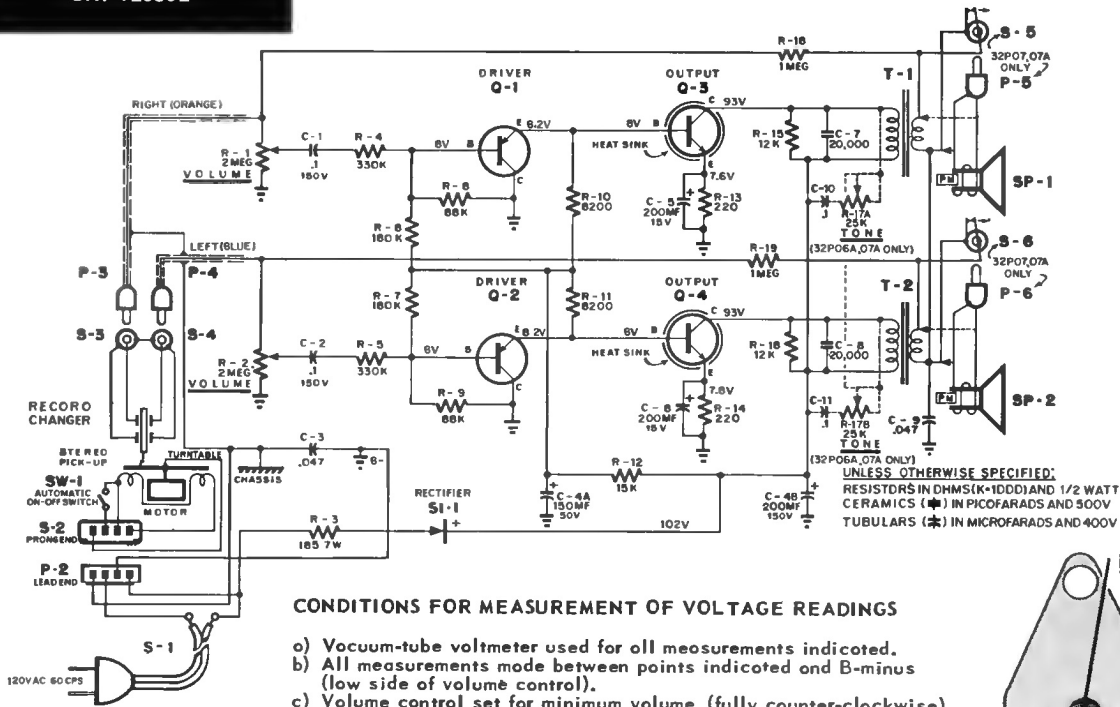 S-5
32P07,07A
ONLY
P-5
R-18
1MEG
T-1
DRIVER
Q-1
OUTPUT
Q-3
C 93V
RIGHT (ORANGE)
R-1
2MEG
VOLUME
C-1
.1
150V
R-4
330K
6V
B
E
8.2V
C
8V
B
HEAT SINK
E
7.6V
R-15
12K
C-7
20,000
R-8
68K
R-6
180K
R-10
8200
C-5
200MF
15V
R-13
220
C-10
.1
R-17A
25K
TONE
(32P06A,07A ONLY)
PM
SP-1
LEFT(BLUE)
P-3
P-4
R-19
1MEG
S-6
32P07,07A
ONLY
P-6
T-2
S-3
S-4
R-7
180K
DRIVER
Q-2
R-11
8200
OUTPUT
Q-4
C 93V
R-2
2MEG
VOLUME
C-2
.1
150V
R-5
330K
6V
B
E
8.2V
C
8V
B
HEAT SINK
E
7.8V
R-16
12K
C-8
20,000
R-9
68K
C-6
200MF
15V
R-14
220
C-11
.1
R-17B
25K
TONE
(32P06A,07A ONLY)
C-9
.047
PM
SP-2
RECORD
CHANGER
STEREO
PICK-UP
TURNTABLE
SW-1
AUTOMATIC
ON-OFF SWITCH
MOTOR
S-2
PRONG END
P-2
LEAD END
C-3
.047
B-
CHASSIS
R-12
15K
C-4A
150MF
50V
C-4B
200MF
150V
RECTIFIER
SI-1
+
102V
R-3
185 7W
UNLESS OTHERWISE SPECIFIED:
RESISTORS IN OHMS(K=1000)AND 1/2 WATT
CERAMICS ( ) IN PICOFARADS AND 500V
TUBULARS ( ) IN MICROFARADS AND 400V
S-1
120VAC 60CPS
CONDITIONS FOR MEASUREMENT OF VOLTAGE READINGS
a) Vacuum-tube voltmeter used for all measurements indicated.
b) All measurements made between points indicated and B-minus
(low side of volume control).
c) Volume control set for minimum volume (fully counter-clockwise)